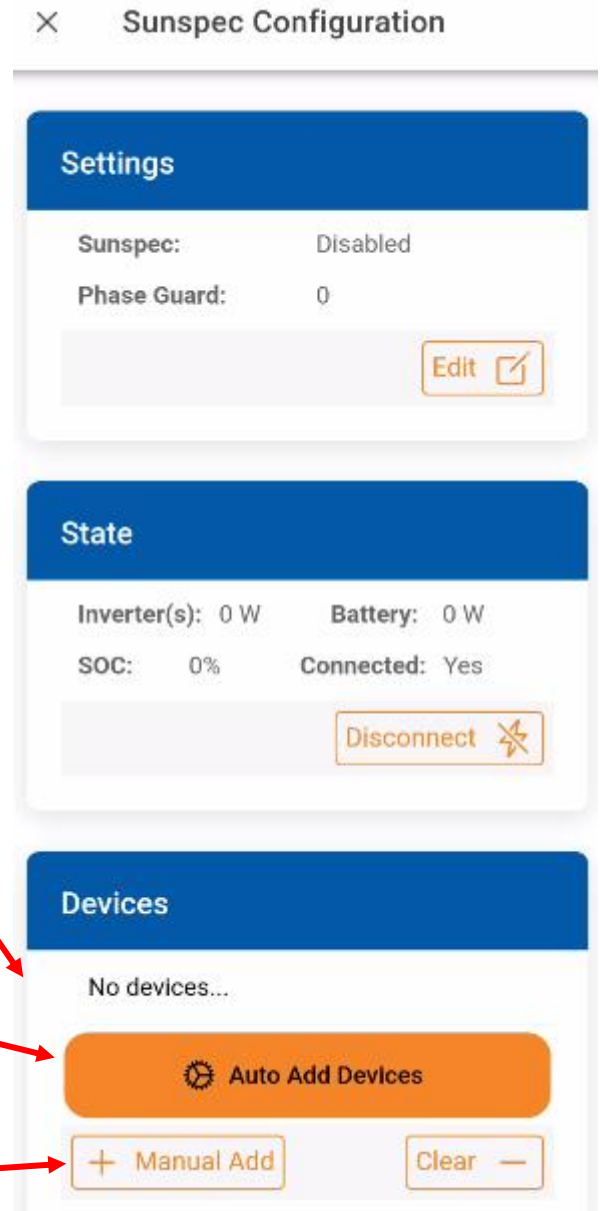 Sunspec Configuration
Settings
Sunspec: Disabled
Phase Guard: 0
Edit
State
Inverter(s): 0 W Battery: 0 W
SOC: 0% Connected: Yes
Disconnect
Devices
No devices...
Auto Add Devices
Manual Add Clear